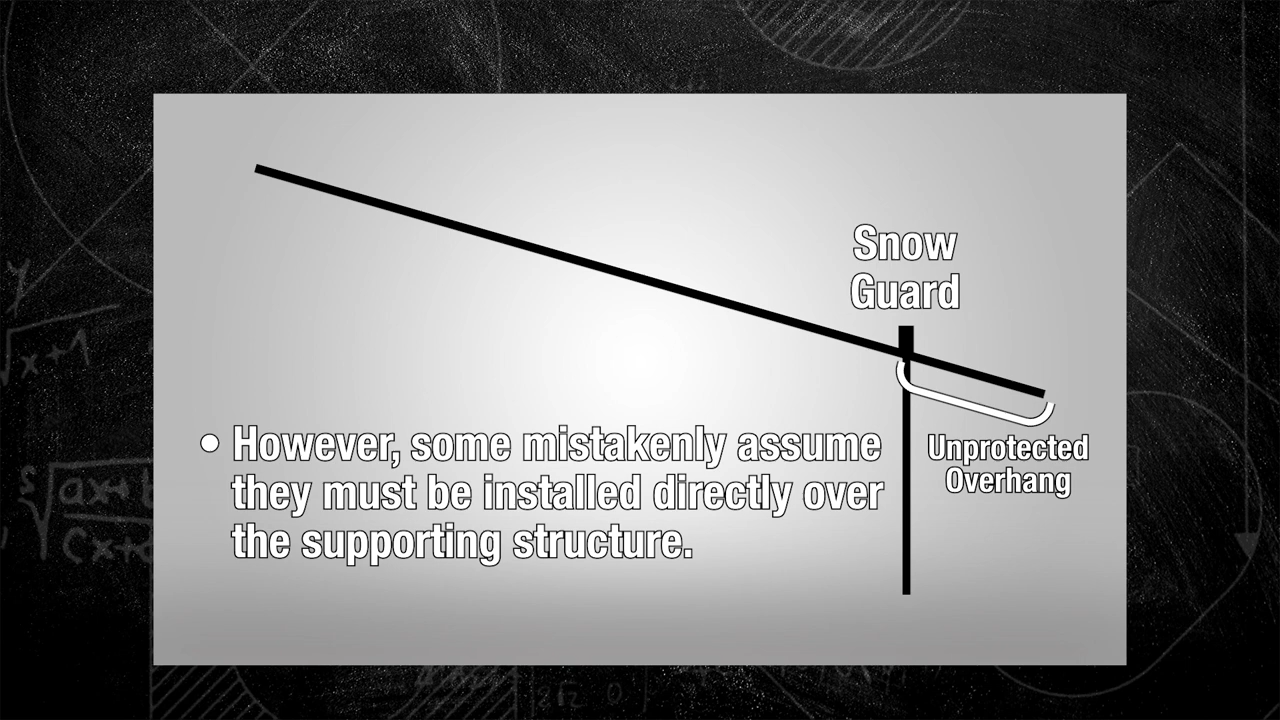 Snow
Guard
Unprotected
Overhang
• However, some mistakenly assume
they must be installed directly over
the supporting structure.